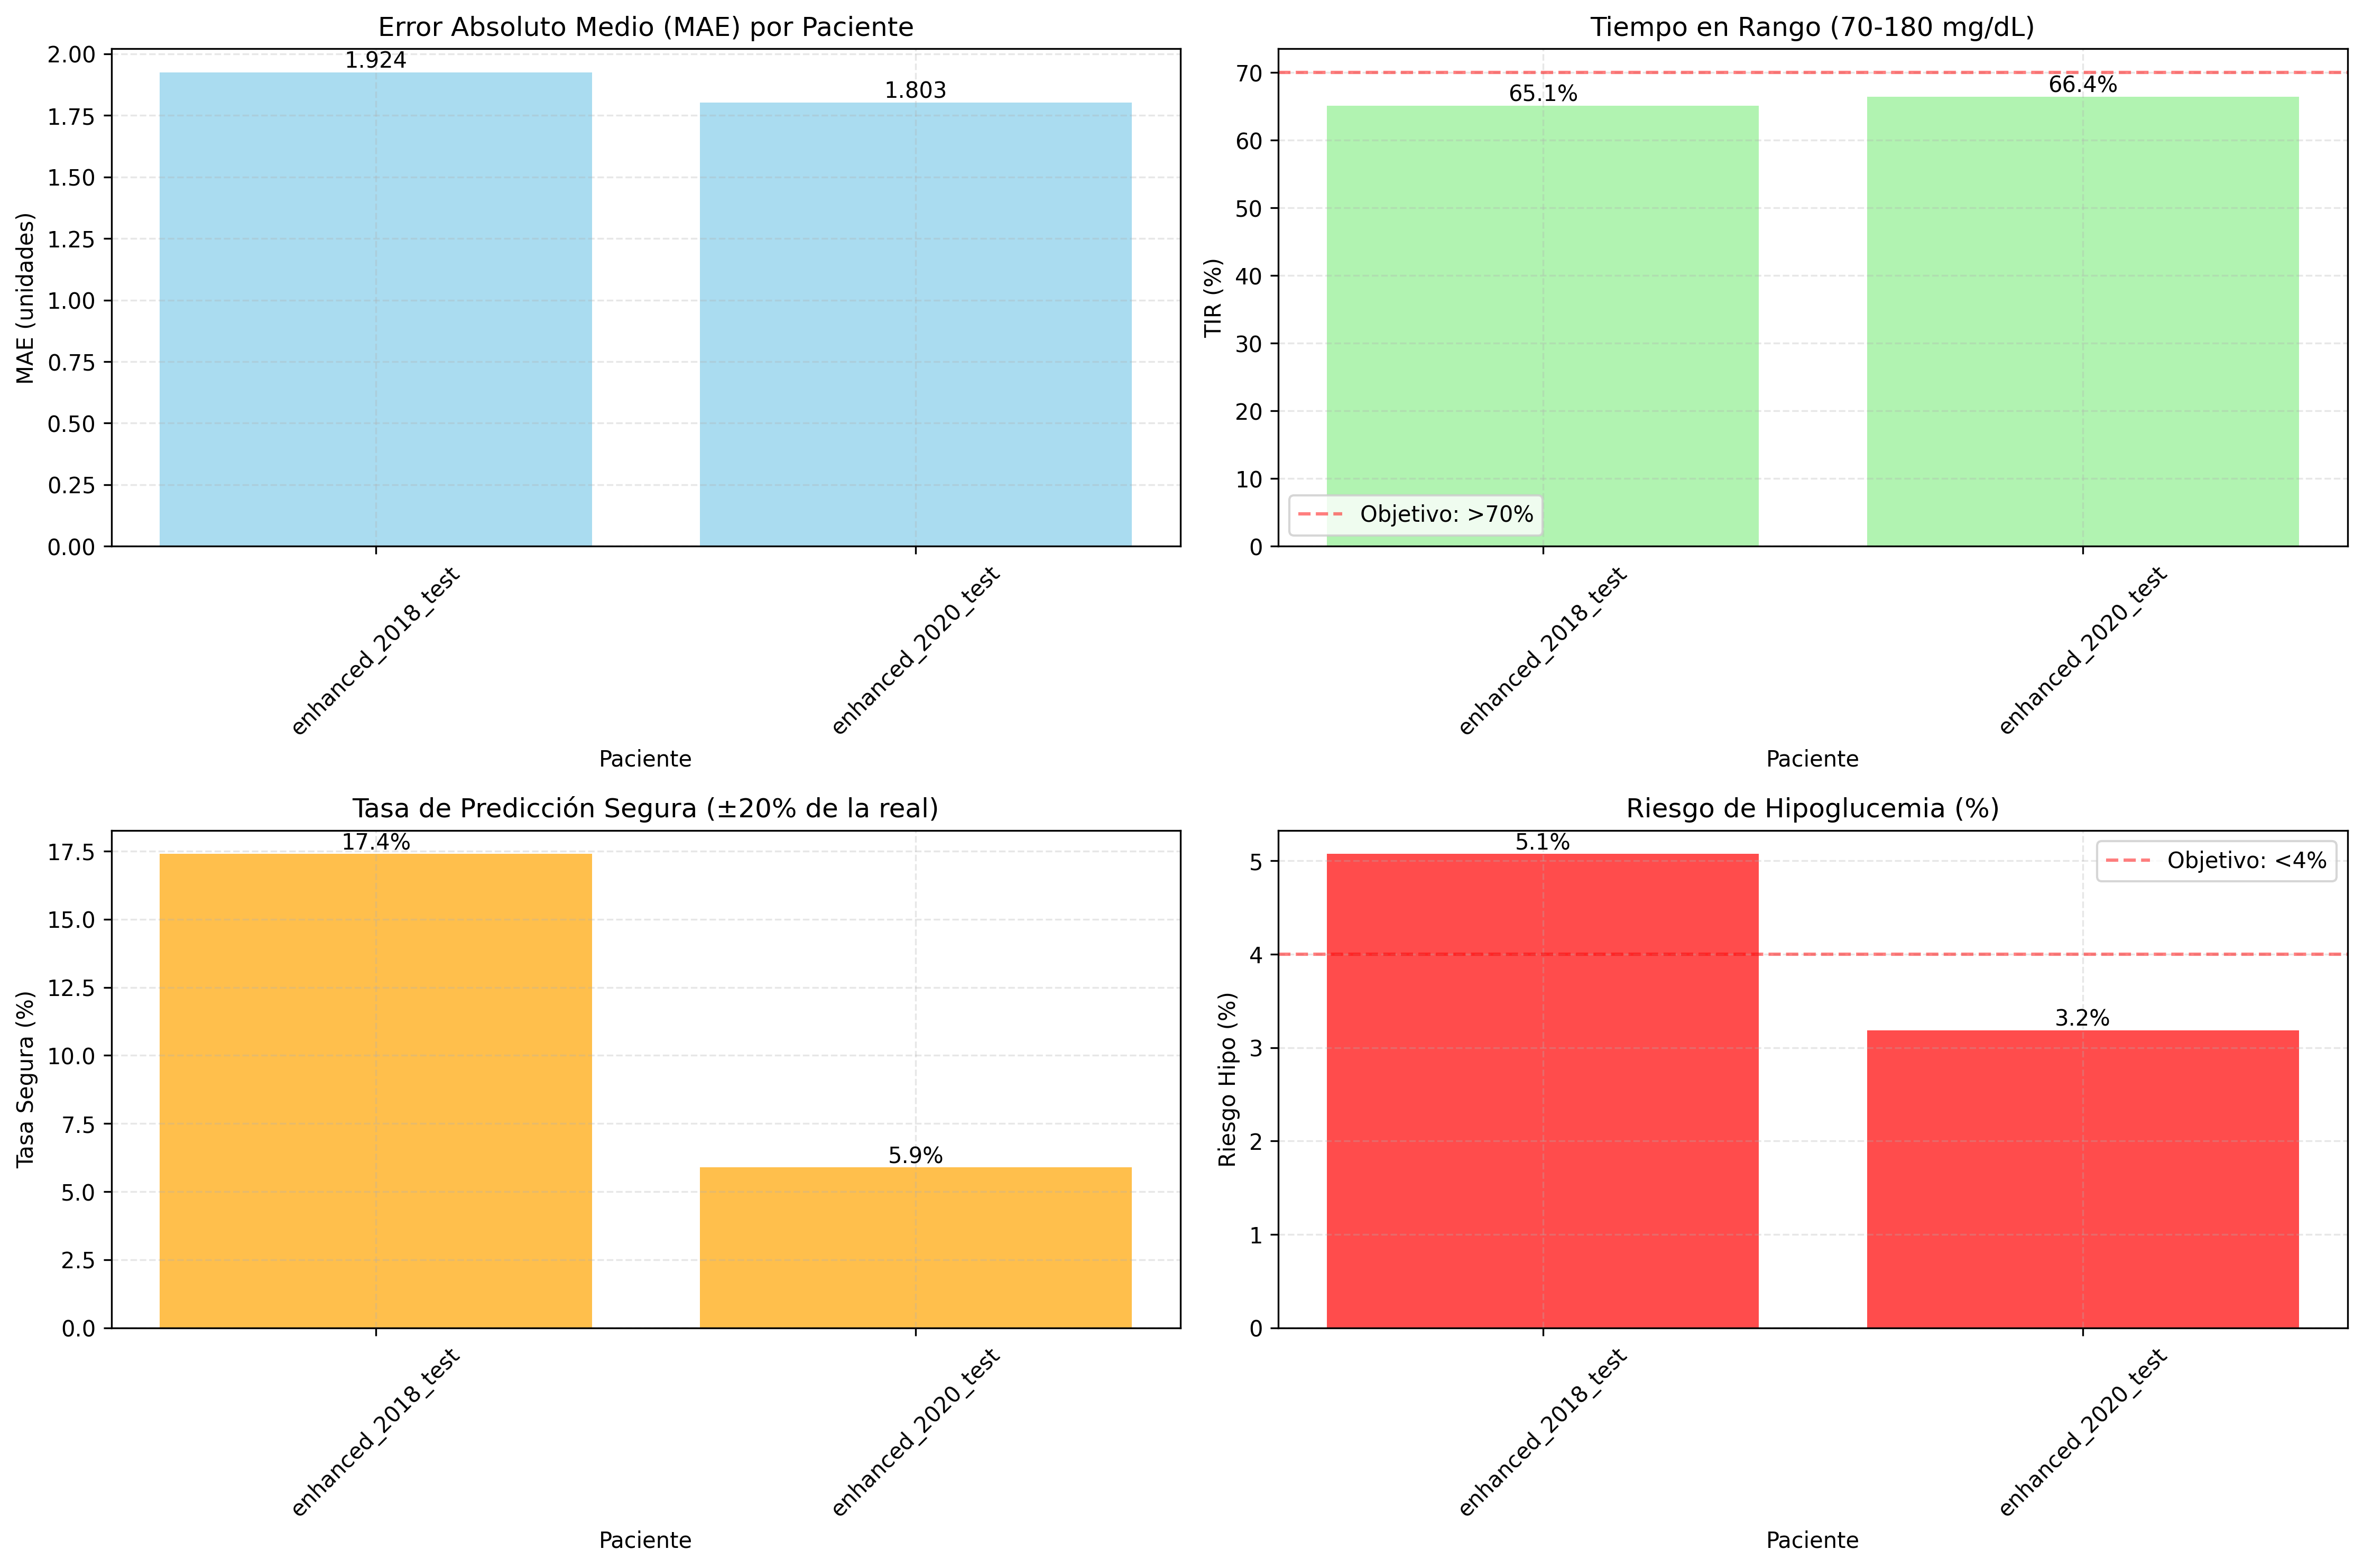 Error Absoluto Medio (MAE) por Paciente
MAE (unidades)
2.00
1.75
1.50
1.25
1.00
0.75
0.50
0.25
0.00
1.924
1.803
enhanced_2018_test
enhanced_2020_test
Paciente
Tiempo en Rango (70-180 mg/dL)
TIR (%)
70
60
50
40
30
20
10
0
65.1%
66.4%
Objetivo: >70%
enhanced_2018_test
enhanced_2020_test
Paciente
Tasa de Predicción Segura (±20% de la real)
Tasa Segura (%)
17.5
15.0
12.5
10.0
7.5
5.0
2.5
0.0
17.4%
5.9%
enhanced_2018_test
enhanced_2020_test
Paciente
Riesgo de Hipoglucemia (%)
Riesgo Hipo (%)
5
4
3
2
1
0
5.1%
3.2%
Objetivo: <4%
enhanced_2018_test
enhanced_2020_test
Paciente